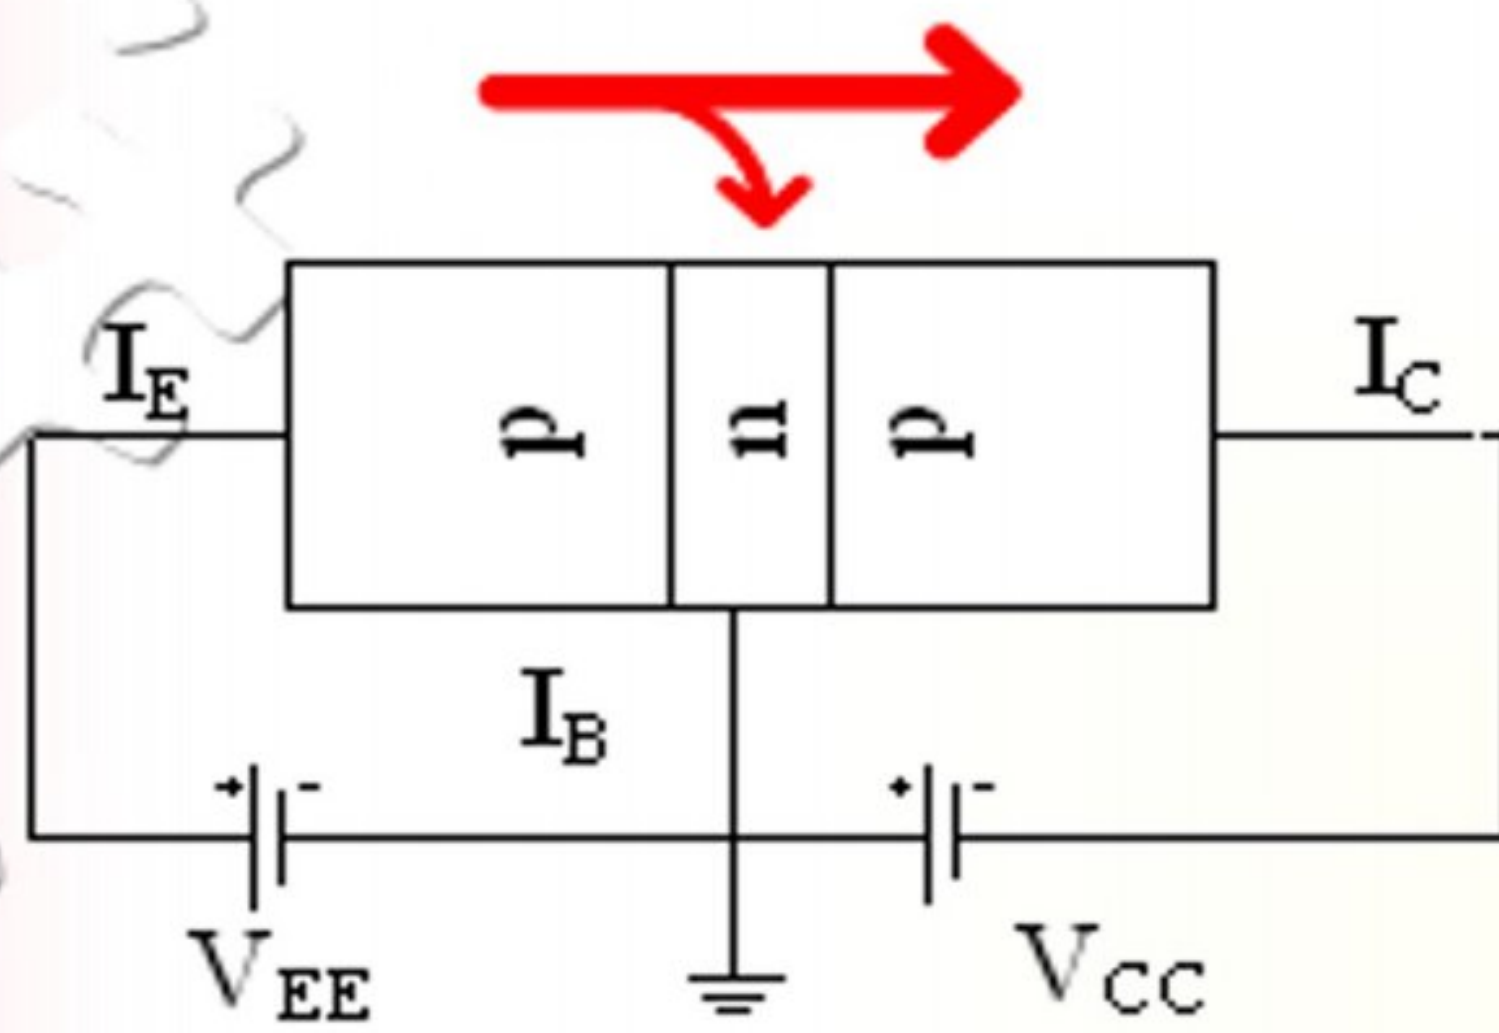 I_E
I_C
p
n
p
I_B
+
-
+
-
V_EE
V_CC